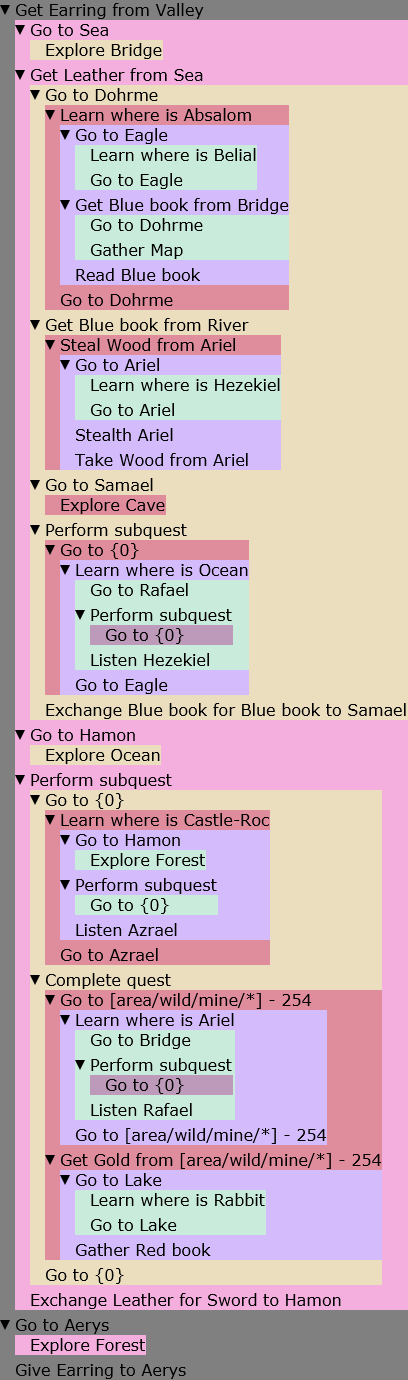 Get Earring from Valley
Go to Sea
Explore Bridge
Get Leather from Sea
Go to Dohrme
Learn where is Absalom
Go to Eagle
Learn where is Belial
Go to Eagle
Get Blue book from Bridge
Go to Dohrme
Gather Map
Read Blue book
Go to Dohrme
Get Blue book from River
Steal Wood from Ariel
Go to Ariel
Learn where is Hezekiel
Go to Ariel
Stealth Ariel
Take Wood from Ariel
Go to Samael
Explore Cave
Perform subquest
Go to {0}
Learn where is Ocean
Go to Rafael
Perform subquest
Go to {0}
Listen Hezekiel
Go to Eagle
Exchange Blue book for Blue book to Samael
Go to Hamon
Explore Ocean
Perform subquest
Go to {0}
Learn where is Castle-Roc
Go to Hamon
Explore Forest
Perform subquest
Go to {0}
Listen Azrael
Go to Azrael
Complete quest
Go to [area/wild/mine/*] - 254
Learn where is Ariel
Go to Bridge
Perform subquest
Go to {0}
Listen Rafael
Go to [area/wild/mine/*] - 254
Get Gold from [area/wild/mine/*] - 254
Go to Lake
Learn where is Rabbit
Go to Lake
Gather Red book
Go to {0}
Exchange Leather for Sword to Hamon
Go to Aerys
Explore Forest
Give Earring to Aerys